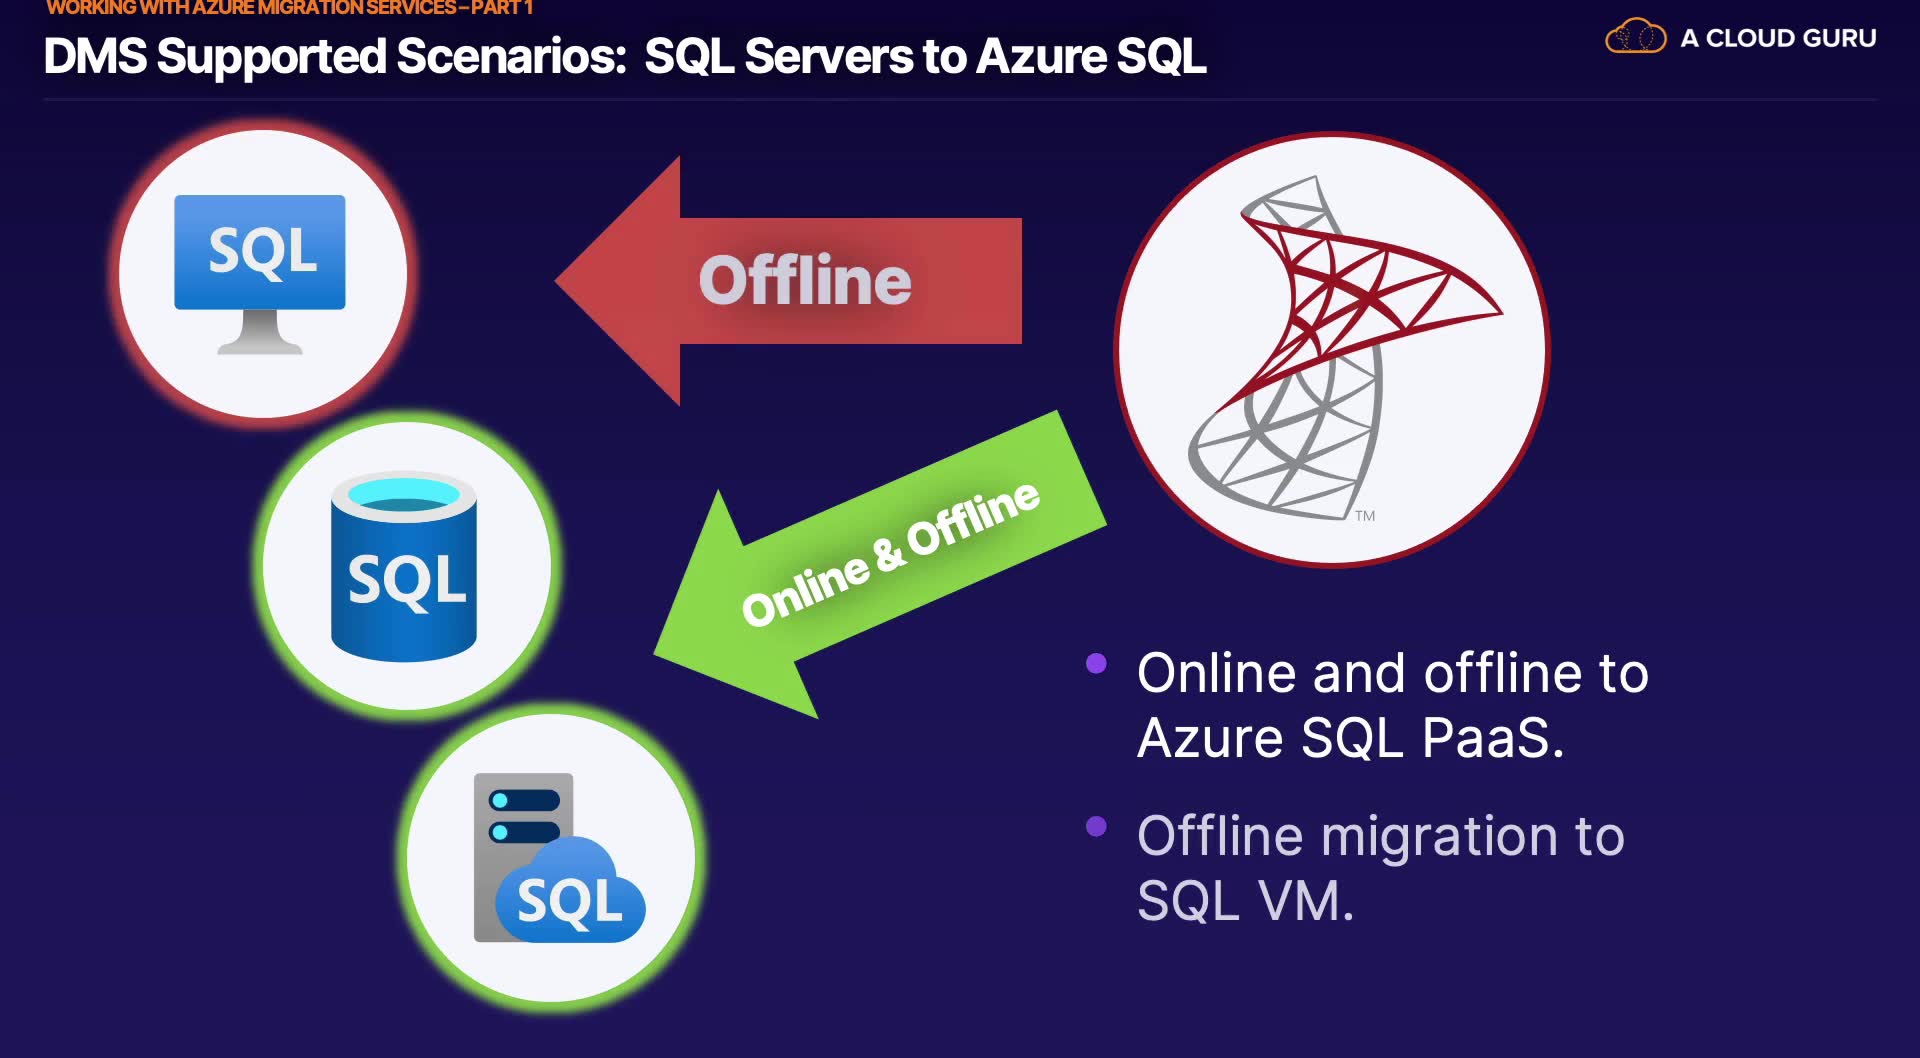 WORKING WITH AZURE MIGRATION SERVICES – PART 1
DMS Supported Scenarios: SQL Servers to Azure SQL
A CLOUD GURU
SQL
Offline
SQL
Online & Offline
TM
SQL
Online and offline to
Azure SQL PaaS.
Offline migration to
SQL VM.